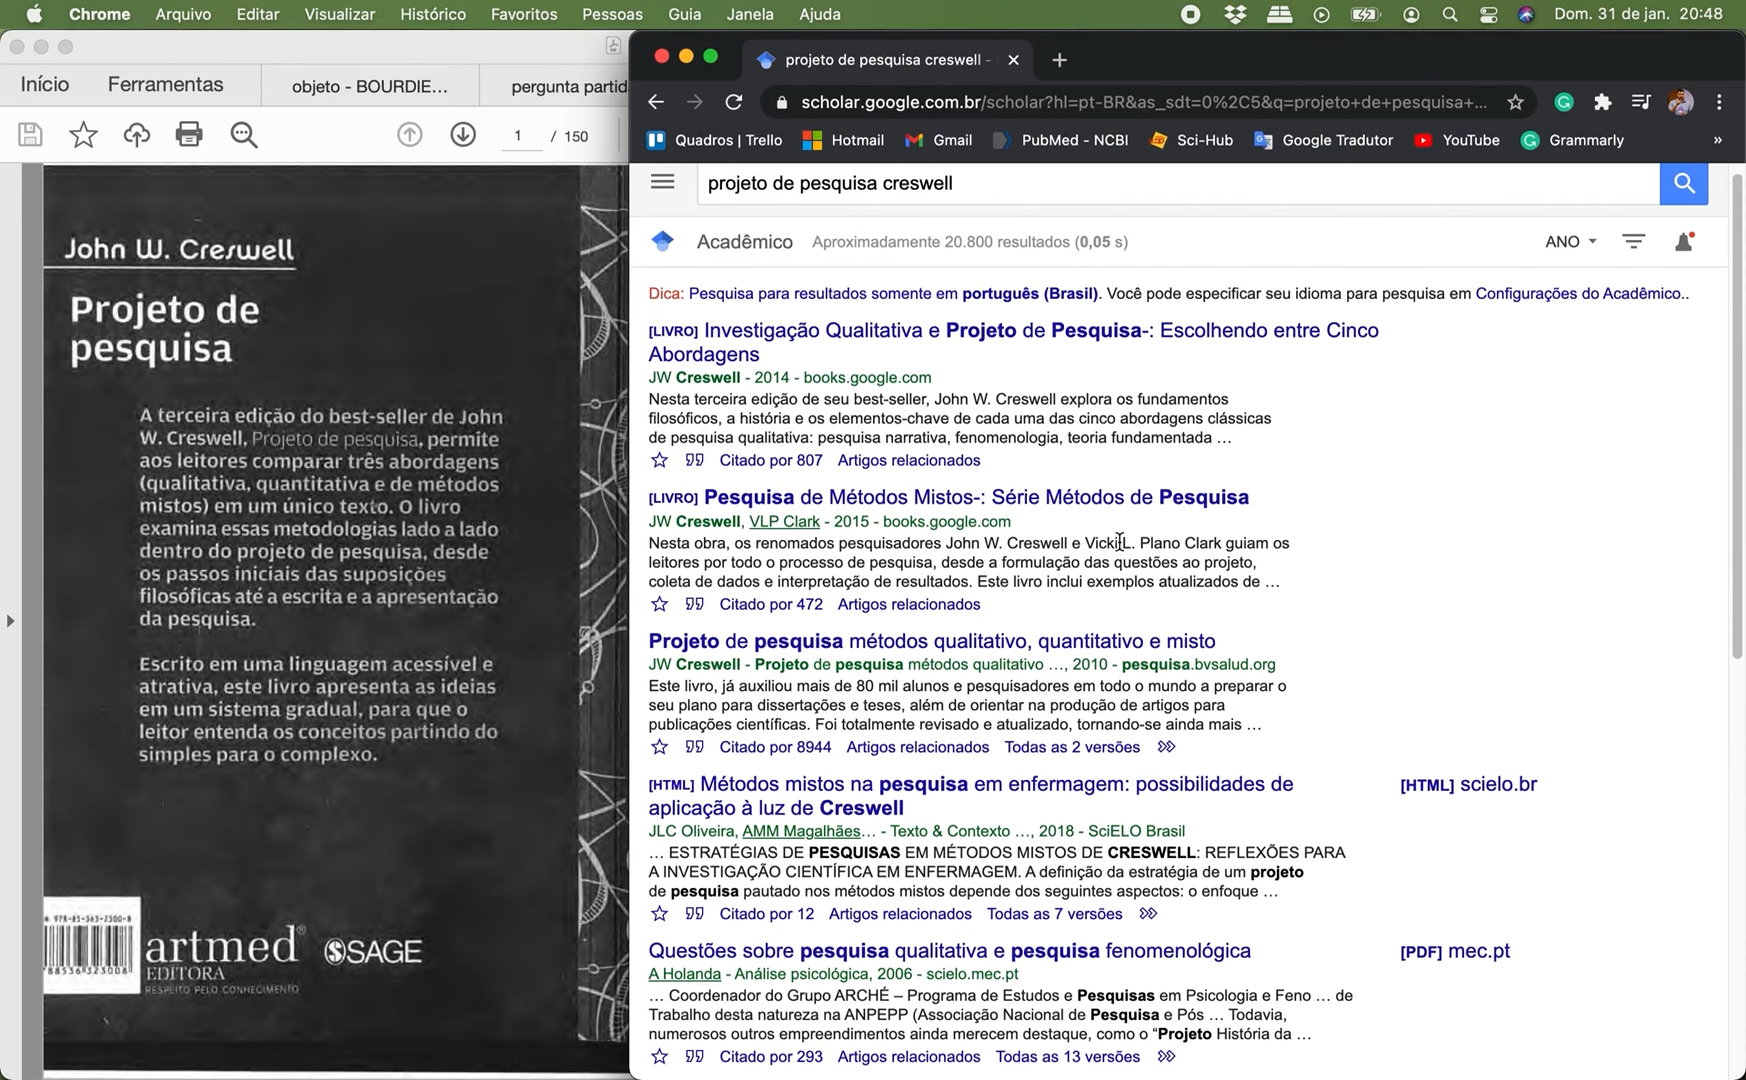 Chrome Arquivo Editar Visualizar Histórico Favoritos Pessoas Guia Janela Ajuda Dom. 31 de jan. 20:48
Início Ferramentas objeto - BOURDIE... pergunta partid
1 / 150
John W. Creswell
Projeto de
pesquisa
A terceira edição do best-seller de John
W. Creswell, Projeto de pesquisa, permite
aos leitores comparar três abordagens
(qualitativa, quantitativa e de métodos
mistos) em um único texto. O livro
examina essas metodologias lado a lado
dentro do projeto de pesquisa, desde
os passos iniciais das suposições
filosóficas até a escrita e a apresentação
da pesquisa.
Escrito em uma linguagem acessível e
atrativa, este livro apresenta as ideias
em um sistema gradual, para que o
leitor entenda os conceitos partindo do
simples para o complexo.
978-85-363-2300-8
788536323008
artmed®
EDITORA
RESPEITO PELO CONHECIMENTO
SAGE
projeto de pesquisa creswell -
scholar.google.com.br/scholar?hl=pt-BR&as_sdt=0%2C5&q=projeto+de+pesquisa+...
Quadros | Trello Hotmail Gmail PubMed - NCBI Sci-Hub Google Tradutor YouTube Grammarly »
projeto de pesquisa creswell
Acadêmico Aproximadamente 20.800 resultados (0,05 s) ANO
Dica: Pesquisa para resultados somente em português (Brasil). Você pode especificar seu idioma para pesquisa em Configurações do Acadêmico..
[LIVRO] Investigação Qualitativa e Projeto de Pesquisa-: Escolhendo entre Cinco
Abordagens
JW Creswell - 2014 - books.google.com
Nesta terceira edição de seu best-seller, John W. Creswell explora os fundamentos
filosóficos, a história e os elementos-chave de cada uma das cinco abordagens clássicas
de pesquisa qualitativa: pesquisa narrativa, fenomenologia, teoria fundamentada ...
Citado por 807 Artigos relacionados
[LIVRO] Pesquisa de Métodos Mistos-: Série Métodos de Pesquisa
JW Creswell, VLP Clark - 2015 - books.google.com
Nesta obra, os renomados pesquisadores John W. Creswell e Vicki L. Plano Clark guiam os
leitores por todo o processo de pesquisa, desde a formulação das questões ao projeto,
coleta de dados e interpretação de resultados. Este livro inclui exemplos atualizados de ...
Citado por 472 Artigos relacionados
Projeto de pesquisa métodos qualitativo, quantitativo e misto
JW Creswell - Projeto de pesquisa métodos qualitativo ..., 2010 - pesquisa.bvsalud.org
Este livro, já auxiliou mais de 80 mil alunos e pesquisadores em todo o mundo a preparar o
seu plano para dissertações e teses, além de orientar na produção de artigos para
publicações científicas. Foi totalmente revisado e atualizado, tornando-se ainda mais ...
Citado por 8944 Artigos relacionados Todas as 2 versões
[HTML] Métodos mistos na pesquisa em enfermagem: possibilidades de
aplicação à luz de Creswell
[HTML] scielo.br
JLC Oliveira, AMM Magalhães... - Texto & Contexto ..., 2018 - SciELO Brasil
... ESTRATÉGIAS DE PESQUISAS EM MÉTODOS MISTOS DE CRESWELL: REFLEXÕES PARA
A INVESTIGAÇÃO CIENTÍFICA EM ENFERMAGEM. A definição da estratégia de um projeto
de pesquisa pautado nos métodos mistos depende dos seguintes aspectos: o enfoque ...
Citado por 12 Artigos relacionados Todas as 7 versões
Questões sobre pesquisa qualitativa e pesquisa fenomenológica
[PDF] mec.pt
A Holanda - Análise psicológica, 2006 - scielo.mec.pt
... Coordenador do Grupo ARCHÉ – Programa de Estudos e Pesquisas em Psicologia e Feno ... de
Trabalho desta natureza na ANPEPP (Associação Nacional de Pesquisa e Pós ... Todavia,
numerosos outros empreendimentos ainda merecem destaque, como o “Projeto História da ...
Citado por 293 Artigos relacionados Todas as 13 versões